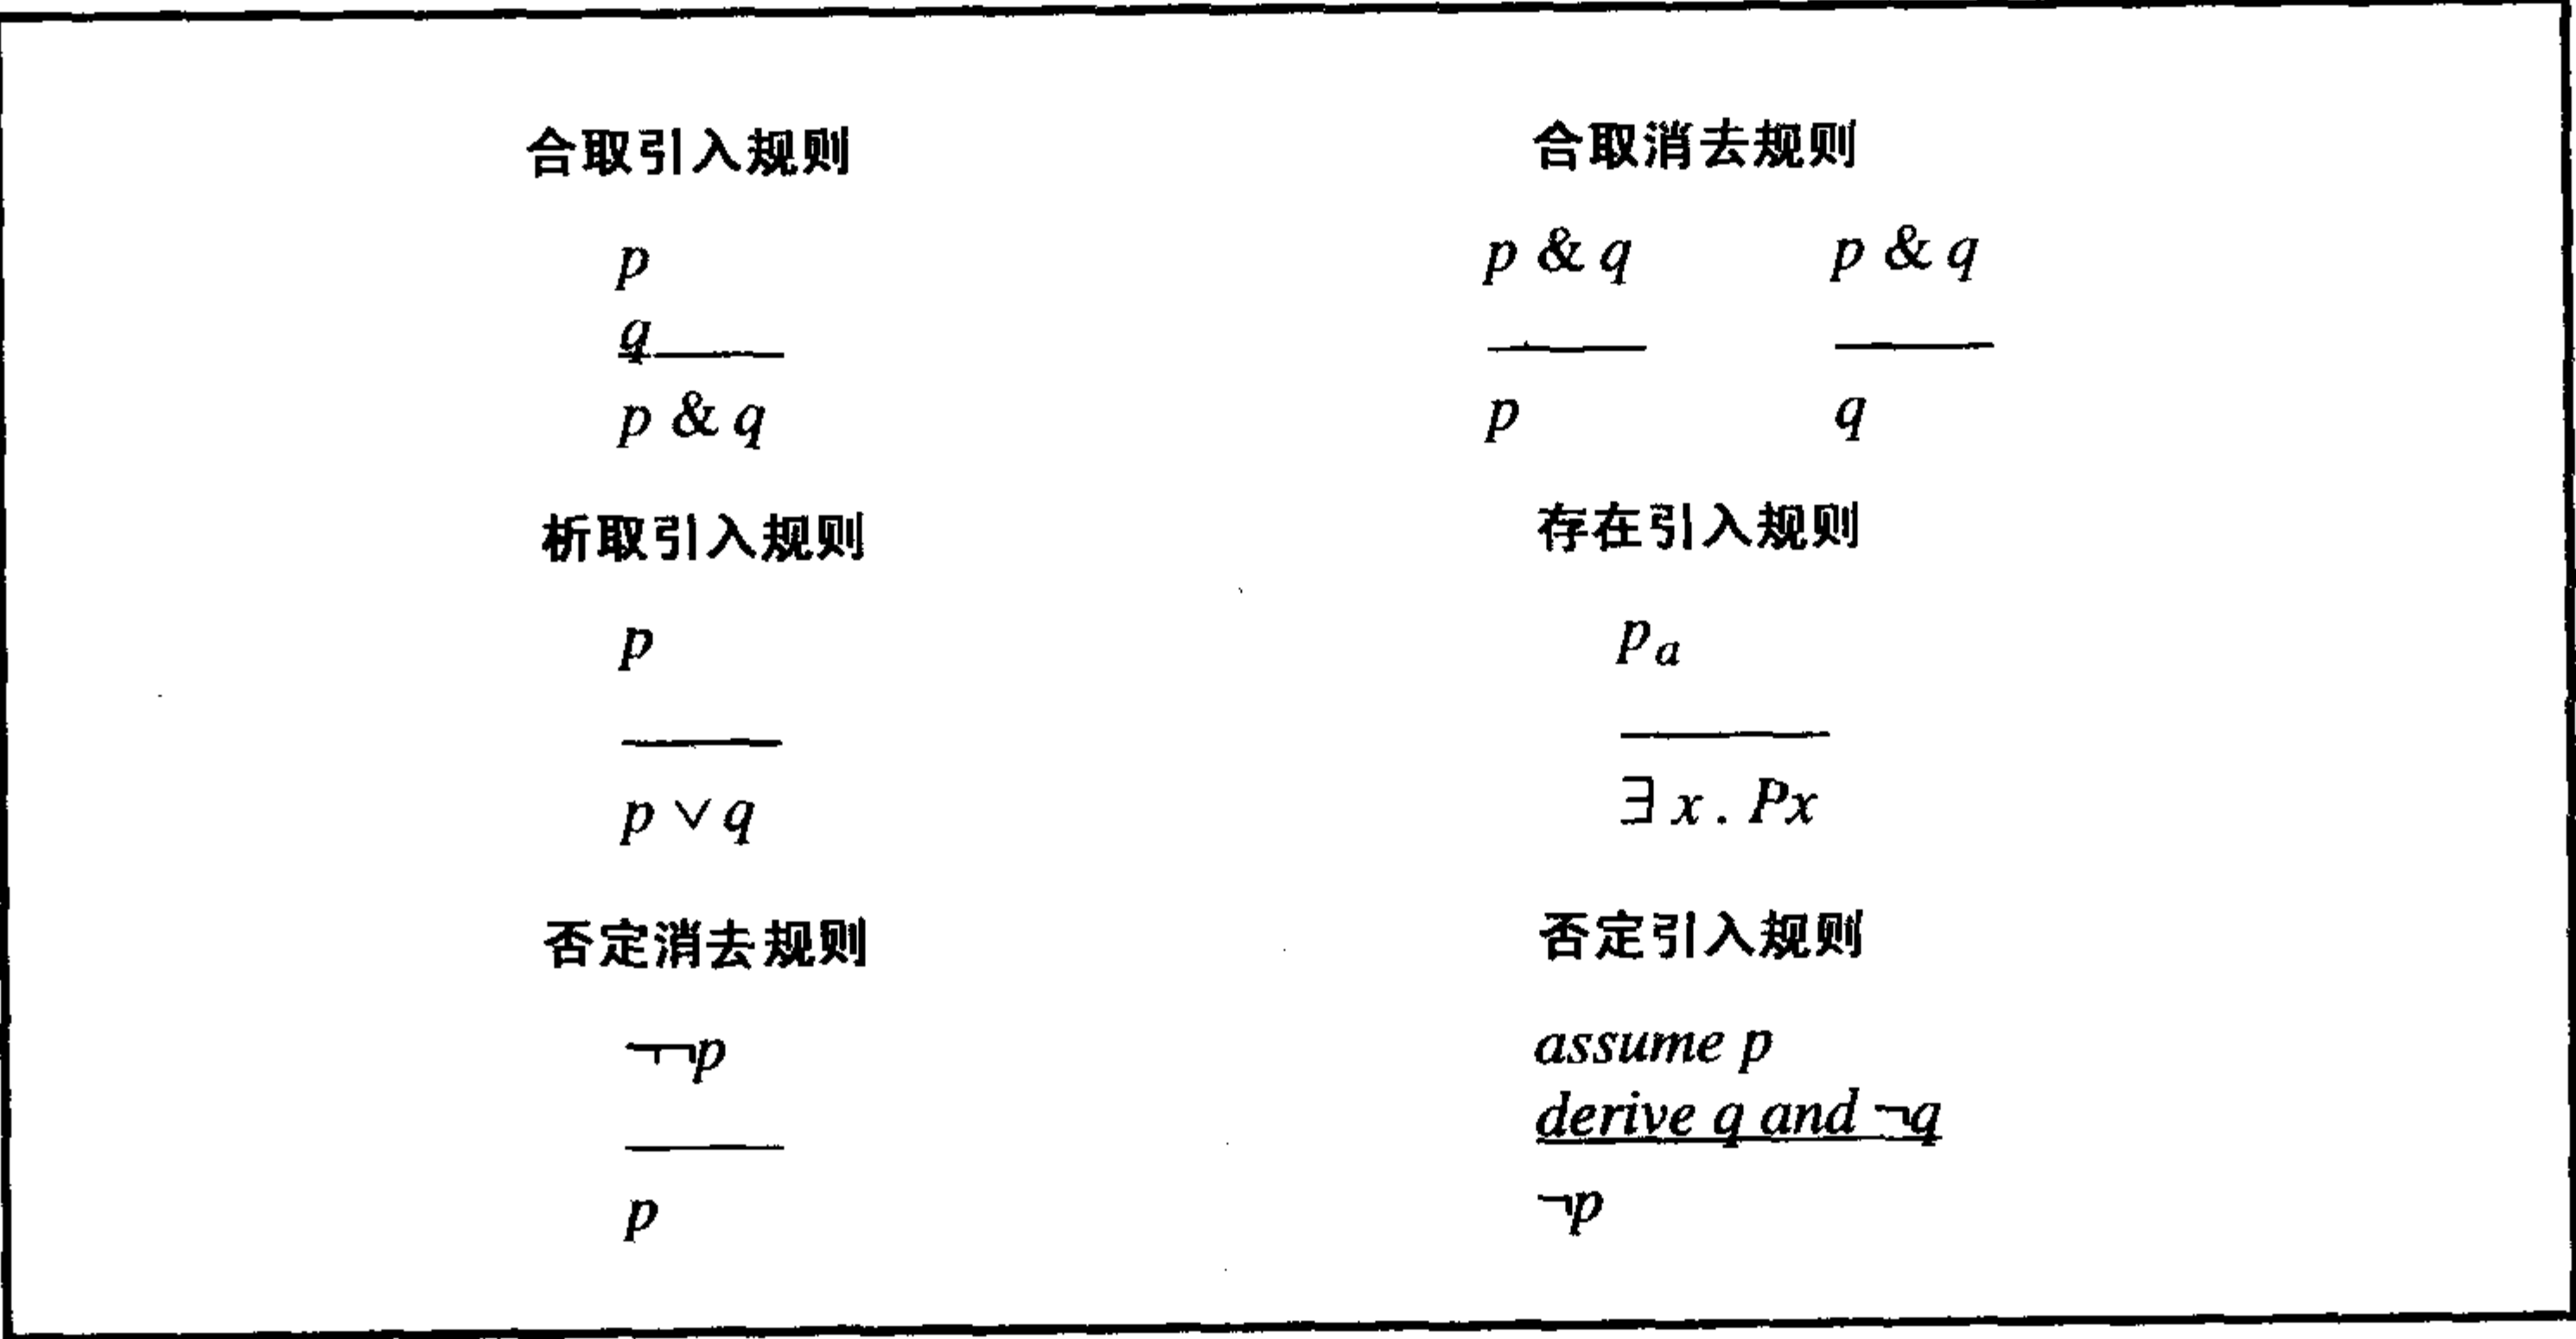 合取引入规则
p
q
p & q
合取消去规则
p & q p & q
p q
析取引入规则
p
p ∨ q
存在引入规则
pa
∃ x . Px
否定消去规则
¬¬p
p
否定引入规则
assume p
derive q and ¬q
¬p